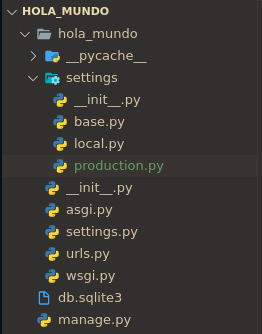 HOLA_MUNDO
hola_mundo
__pycache__
settings
__init__.py
base.py
local.py
production.py
__init__.py
asgi.py
settings.py
urls.py
wsgi.py
db.sqlite3
manage.py